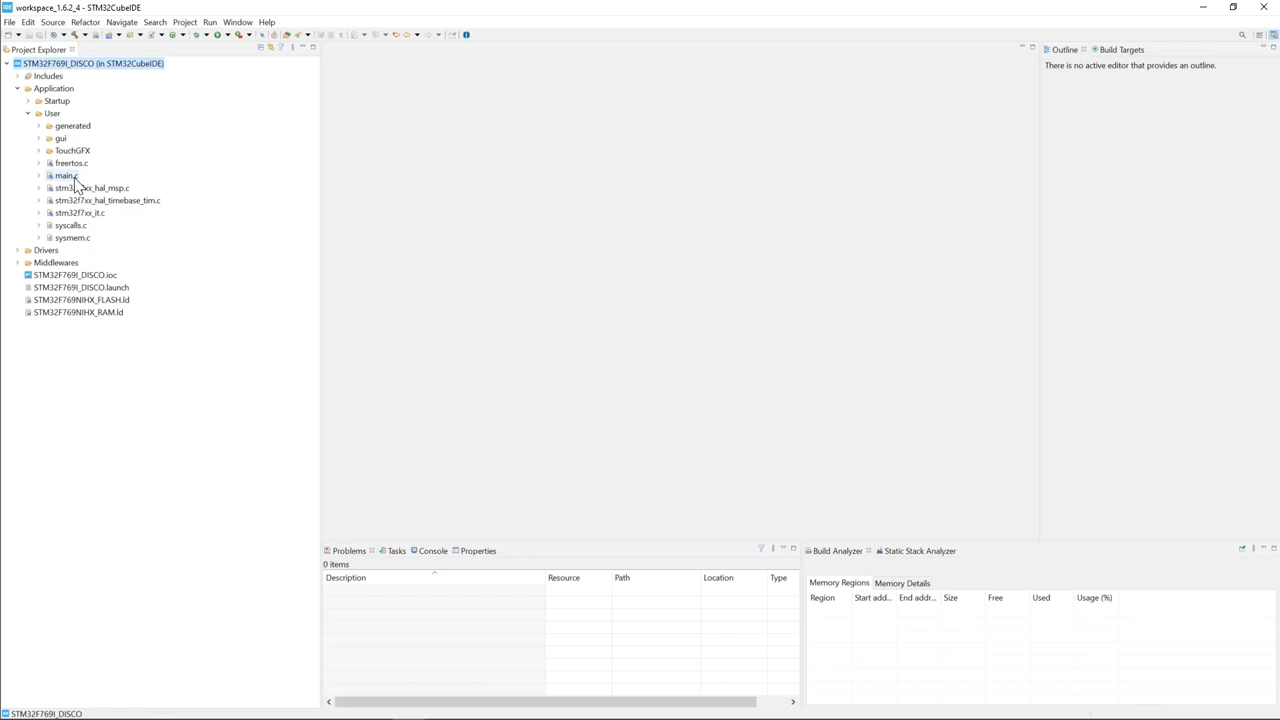 IDE workspace_1.6.2_4 - STM32CubeIDE
File Edit Source Refactor Navigate Search Project Run Window Help
Project Explorer
Outline
Build Targets
STM32F769I_DISCO (in STM32CubeIDE)
There is no active editor that provides an outline.
Includes
Application
Startup
User
generated
gui
TouchGFX
freertos.c
main.c
stm32f7xx_hal_msp.c
stm32f7xx_hal_timebase_tim.c
stm32f7xx_it.c
syscalls.c
sysmem.c
Drivers
Middlewares
STM32F769I_DISCO.ioc
STM32F769I_DISCO.launch
STM32F769NIHX_FLASH.ld
STM32F769NIHX_RAM.ld
Problems Tasks Console Properties
0 items
Description Resource Path Location Type
Build Analyzer Static Stack Analyzer
Memory Regions Memory Details
Region Start add... End addr... Size Free Used Usage (%)
STM32F769I_DISCO